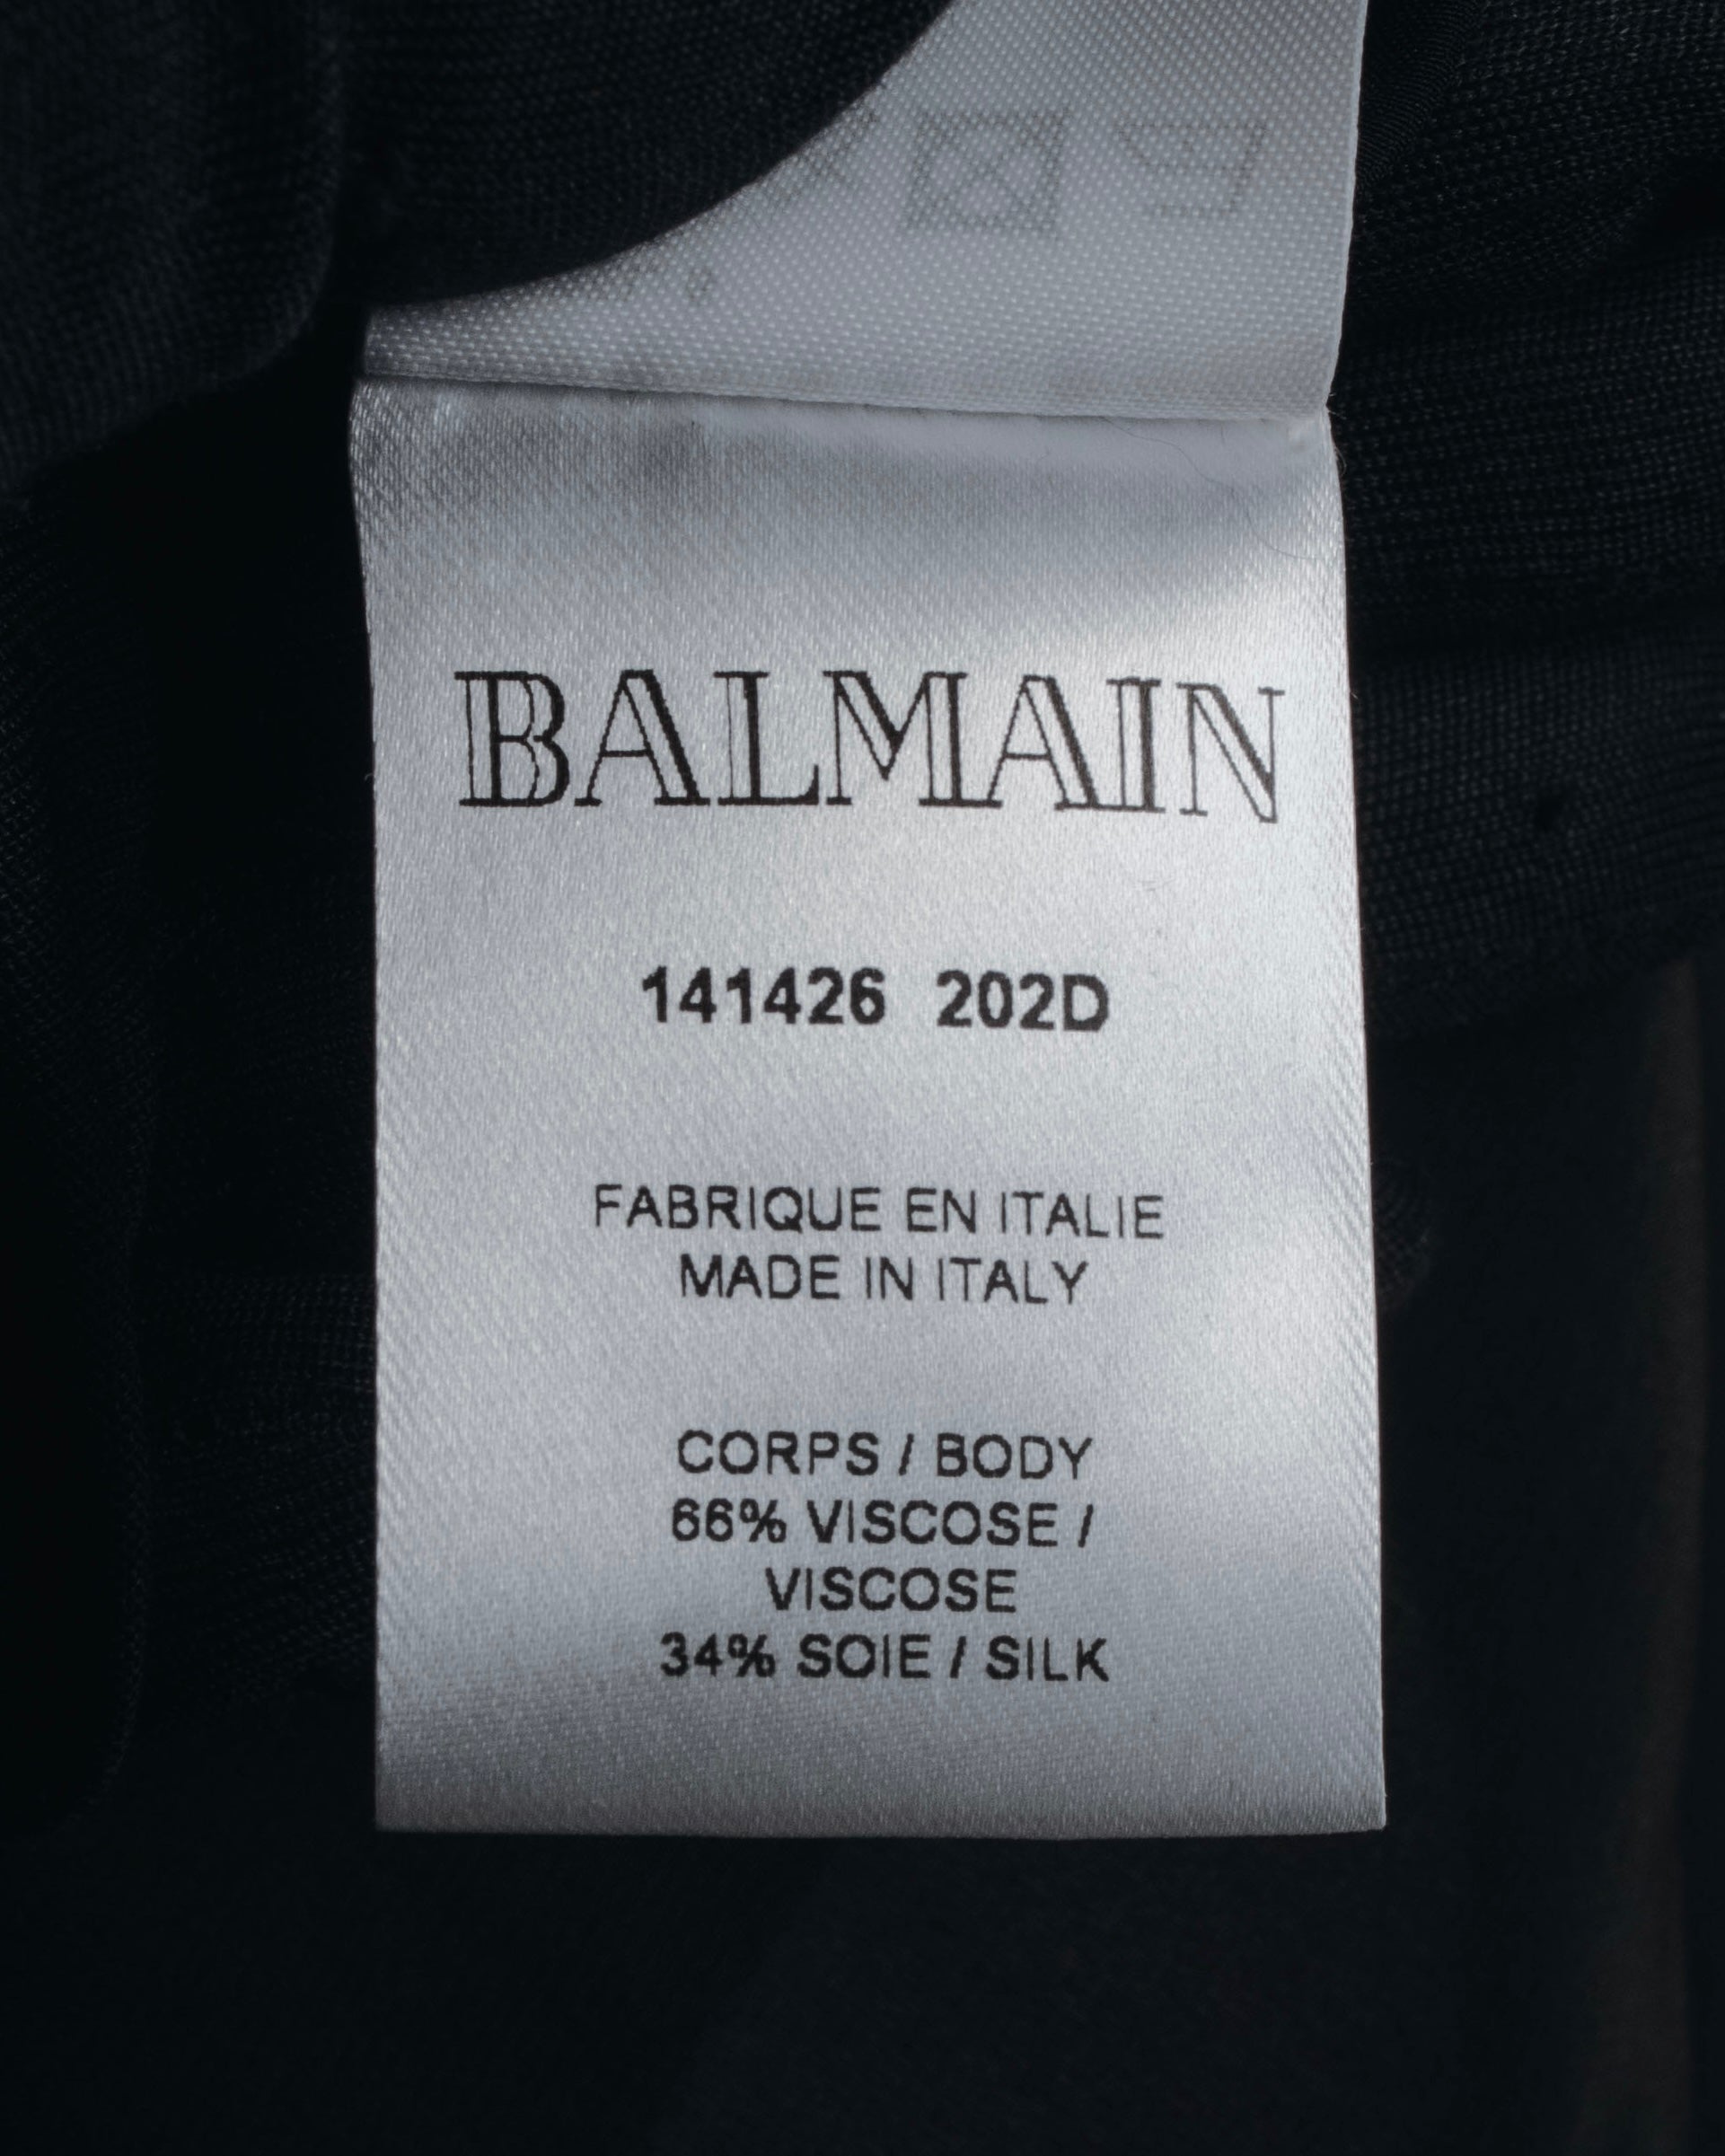 BALMAIN
141426 202D
FABRIQUE EN ITALIE
MADE IN ITALY
CORPS / BODY
66% VISCOSE /
VISCOSE
34% SOIE / SILK